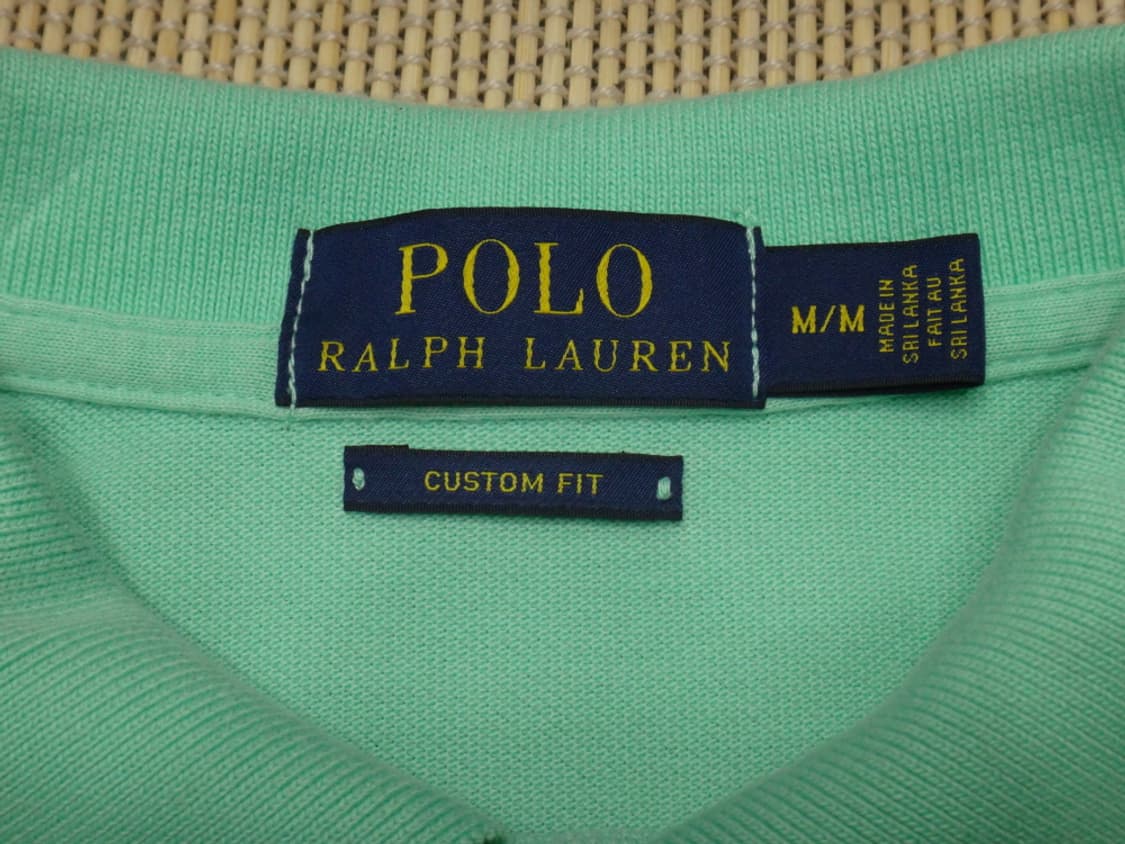 POLO
RALPH LAUREN
M/M
MADE IN
SRI LANKA
FAIT AU
SRI LANKA
CUSTOM FIT